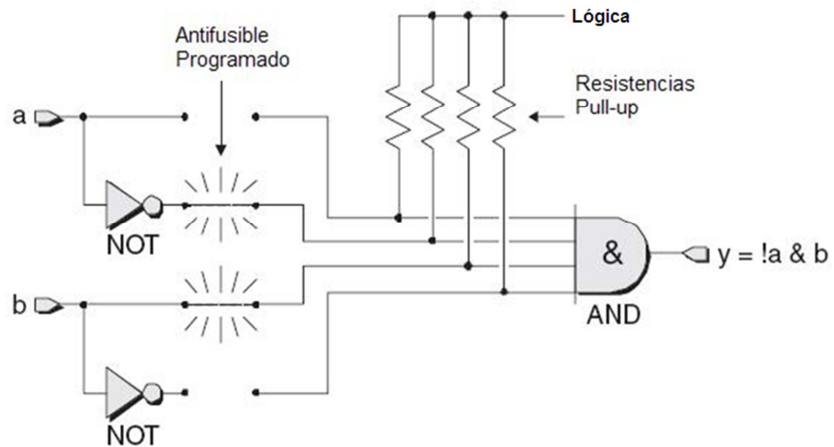 Lógica
Antifusible
Programado
Resistencias
Pull-up
a
NOT
&
y = !a & b
AND
b
NOT